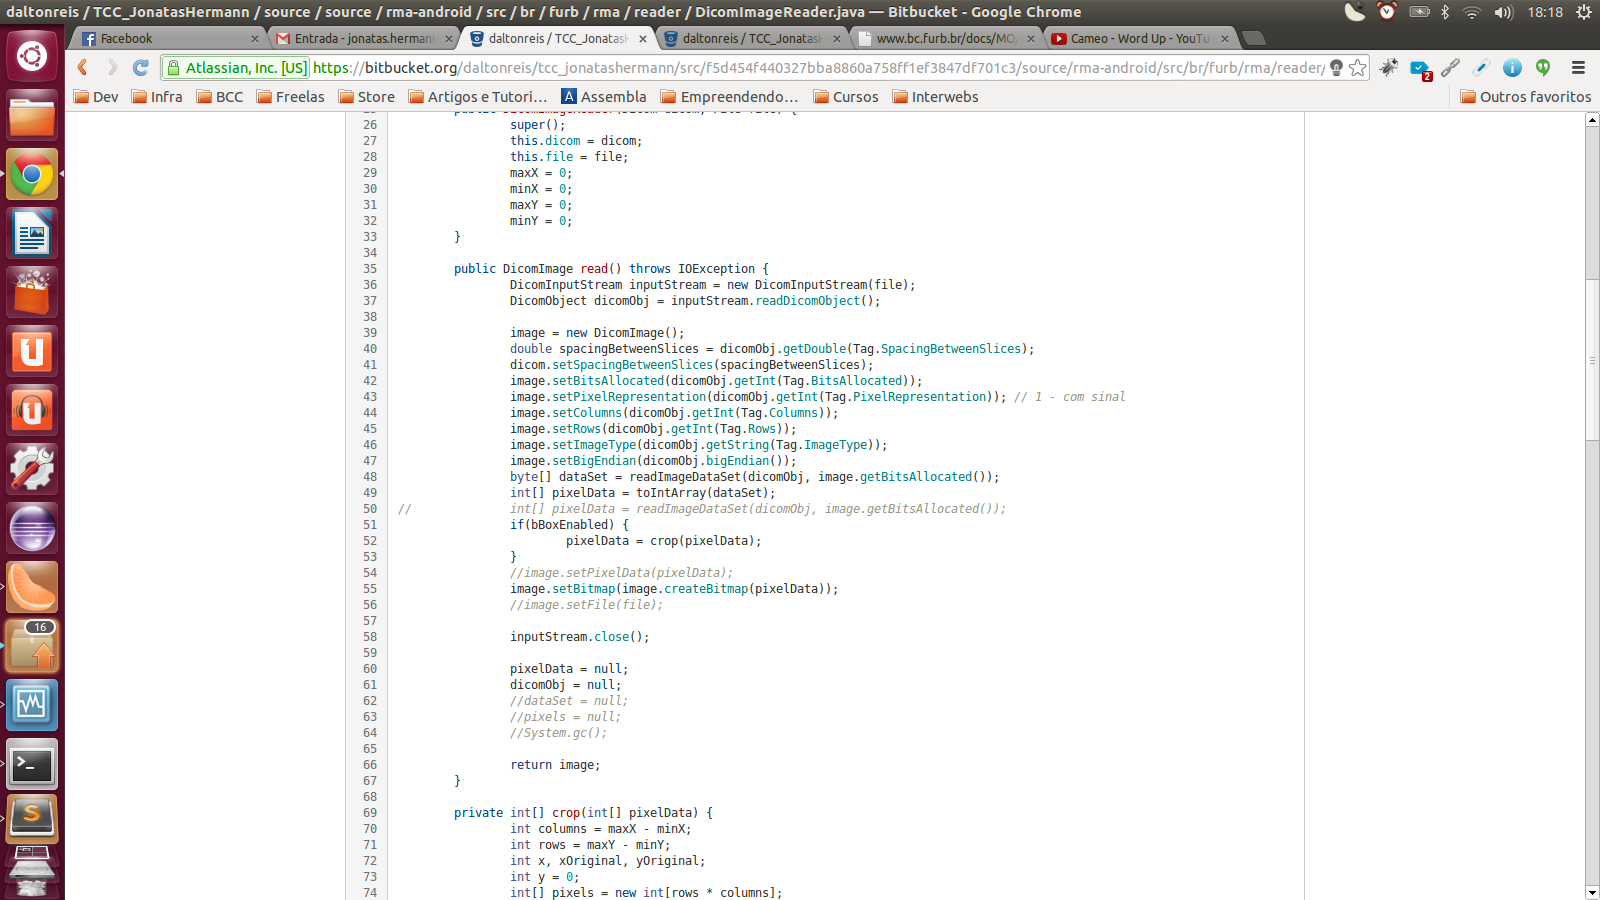 daltonreis / TCC_JonatasHermann / source / source / rma-android / src / br / furb / rma / reader / DicomImageReader.java — Bitbucket - Google Chrome
18:18
Facebook
Entrada - jonatas.herman
daltonreis / TCC_JonatasH
daltonreis / TCC_JonatasH
www.bc.furb.br/docs/MO
Cameo - Word Up - YouTu
Atlassian, Inc. [US]
https://bitbucket.org/daltonreis/tcc_jonatashermann/src/f5d454f440327bba8860a758ff1ef3847df701c3/source/rma-android/src/br/furb/rma/reader/
2
Dev
Infra
BCC
Freelas
Store
Artigos e Tutori...
Assembla
Empreendendo...
Cursos
Interwebs
Outros favoritos
26 super();
27 this.dicom = dicom;
28 this.file = file;
29 maxX = 0;
30 minX = 0;
31 maxY = 0;
32 minY = 0;
33 }
34
35 public DicomImage read() throws IOException {
36 DicomInputStream inputStream = new DicomInputStream(file);
37 DicomObject dicomObj = inputStream.readDicomObject();
38
39 image = new DicomImage();
40 double spacingBetweenSlices = dicomObj.getDouble(Tag.SpacingBetweenSlices);
41 dicom.setSpacingBetweenSlices(spacingBetweenSlices);
42 image.setBitsAllocated(dicomObj.getInt(Tag.BitsAllocated));
43 image.setPixelRepresentation(dicomObj.getInt(Tag.PixelRepresentation)); // 1 - com sinal
44 image.setColumns(dicomObj.getInt(Tag.Columns));
45 image.setRows(dicomObj.getInt(Tag.Rows));
46 image.setImageType(dicomObj.getString(Tag.ImageType));
47 image.setBigEndian(dicomObj.bigEndian());
48 byte[] dataSet = readImageDataSet(dicomObj, image.getBitsAllocated());
49 int[] pixelData = toIntArray(dataSet);
50 // int[] pixelData = readImageDataSet(dicomObj, image.getBitsAllocated());
51 if(bBoxEnabled) {
52 pixelData = crop(pixelData);
53 }
54 //image.setPixelData(pixelData);
55 image.setBitmap(image.createBitmap(pixelData));
56 //image.setFile(file);
57
58 inputStream.close();
59
60 pixelData = null;
61 dicomObj = null;
62 //dataSet = null;
63 //pixels = null;
64 //System.gc();
65
66 return image;
67 }
68
69 private int[] crop(int[] pixelData) {
70 int columns = maxX - minX;
71 int rows = maxY - minY;
72 int x, xOriginal, yOriginal;
73 int y = 0;
74 int[] pixels = new int[rows * columns];
16